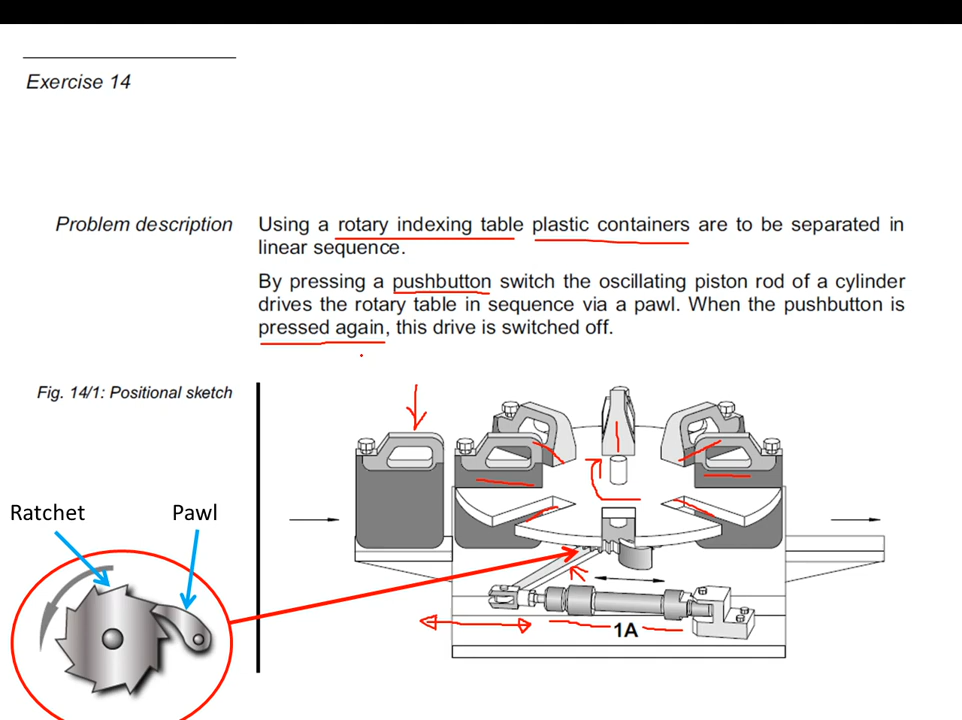 Exercise 14
Problem description
Using a rotary indexing table plastic containers are to be separated in
linear sequence.
By pressing a pushbutton switch the oscillating piston rod of a cylinder
drives the rotary table in sequence via a pawl. When the pushbutton is
pressed again, this drive is switched off.
Fig. 14/1: Positional sketch
Ratchet
Pawl
1A